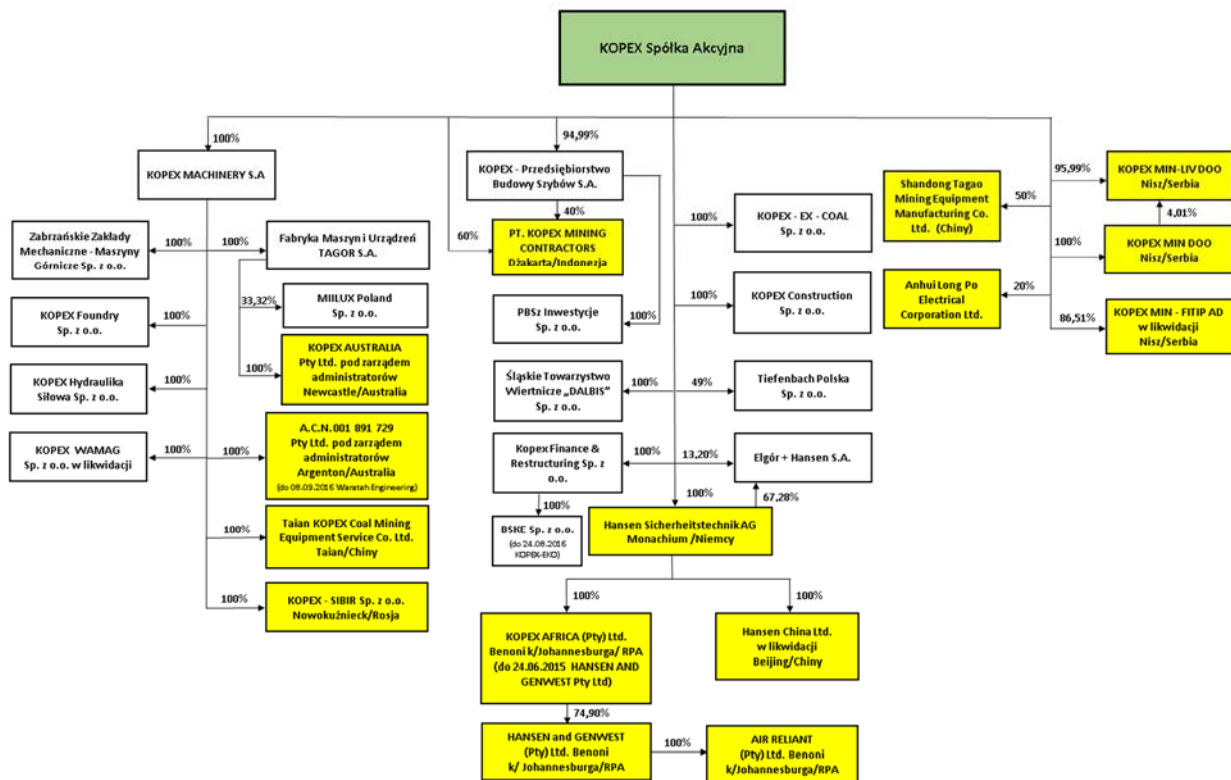 KOPEX Spółka Akcyjna
100%
94,99%
KOPEX MACHINERY S.A
KOPEX - Przedsiębiorstwo
Budowy Szybów S.A.
95,99%
KOPEX MIN-LIV DOO
Nisz/Serbia
Shandong Tagao
Mining Equipment
Manufacturing Co.
Ltd. (Chiny)
50%
4,01%
40%
60%
PT. KOPEX MINING
CONTRACTORS
Dżakarta/Indonezja
100%
KOPEX - EX - COAL
Sp. z o.o.
Zabrzańskie Zakłady
Mechaniczne - Maszyny
Górnicze Sp. z o.o.
100%
100%
Fabryka Maszyn i Urządzeń
TAGOR S.A.
100%
KOPEX MIN DOO
Nisz/Serbia
33,32%
MIILUX Poland
Sp. z o.o.
Anhui Long Po
Electrical
Corporation Ltd.
20%
KOPEX Foundry
Sp. z o.o.
100%
PBSz Inwestycje
Sp. z o.o.
100%
100%
KOPEX Construction
Sp. z o.o.
86,51%
KOPEX MIN - FITIP AD
w likwidacji
Nisz/Serbia
100%
KOPEX AUSTRALIA
Pty Ltd. pod zarządem
administratorów
Newcastle/Australia
KOPEX Hydraulika
Siłowa Sp. z o.o.
100%
Śląskie Towarzystwo
Wiertnicze „DALBIS”
Sp. z o.o.
100%
49%
Tiefenbach Polska
Sp. z o.o.
KOPEX WAMAG
Sp. z o.o. w likwidacji
100%
100%
A.C.N. 001 891 729
Pty Ltd. pod zarządem
administratorów
Argenton/Australia
(do 08.09.2016 Waratah Engineering)
Kopex Finance &
Restructuring Sp. z
o.o.
100%
13,20%
Elgór + Hansen S.A.
100%
67,28%
100%
BSKE Sp. z o.o.
(do 24.08.2016
KOPEX-EKO)
Hansen Sicherheitstechnik AG
Monachium /Niemcy
100%
Taian KOPEX Coal Mining
Equipment Service Co. Ltd.
Taian/Chiny
100%
KOPEX - SIBIR Sp. z o.o.
Nowokuźnieck/Rosja
100%
100%
KOPEX AFRICA (Pty) Ltd.
Benoni k/Johannesburga/ RPA
(do 24.06.2015 HANSEN AND
GENWEST Pty Ltd)
Hansen China Ltd.
w likwidacji
Beijing/Chiny
74,90%
HANSEN and GENWEST
(Pty) Ltd. Benoni
k/ Johannesburga/RPA
100%
AIR RELIANT
(Pty) Ltd. Benoni
k/Johannesburga/RPA